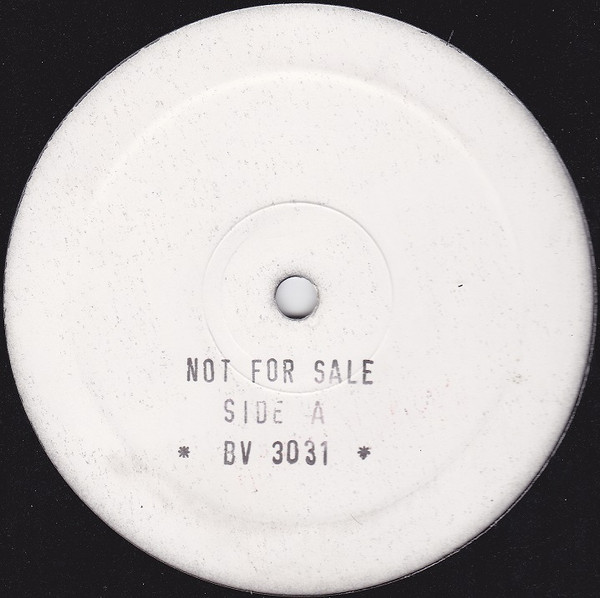 NOT FOR SALE
SIDE A
* BV 3031 *